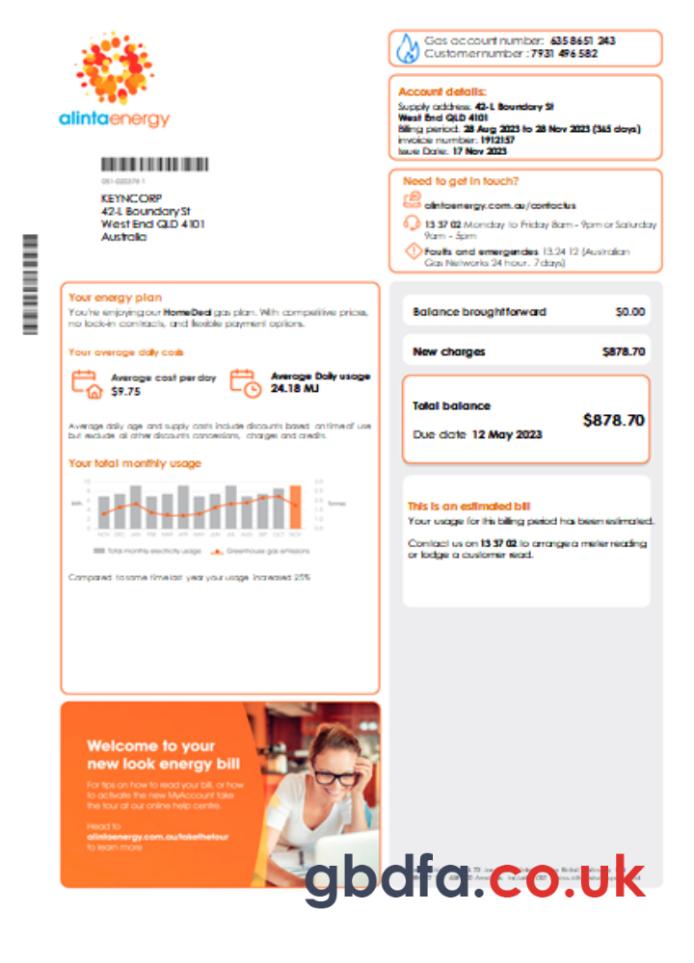 alintaenergy
Gas account number: 635 8651 243
Customer number : 7931 496 582
Account details:
Supply address: 42-L Boundary St
West End QLD 4101
Billing period: 28 Aug 2023 to 28 Nov 2023 (365 days)
Invoice number: 1912157
Issue Date: 17 Nov 2023
KEYNCORP
42-L Boundary St
West End QLD 4101
Australia
Need to get in touch?
alintaenergy.com.au/contactus
13 37 02 Monday to Friday 8am - 9pm or Saturday
9am - 5pm
Faults and emergencies 13 24 12 (Australian
Gas Networks 24 hour, 7 days)
Your energy plan
You're enjoying our HomeDeal gas plan. With competitive prices,
no lock-in contracts, and flexible payment options.
Your average daily costs
Average cost per day
$9.75
Average Daily usage
24.18 MJ
Average daily age and supply costs include discounts based on time of use
but exclude all other discounts concessions, charges and credits
Your total monthly usage
NOV DEC JAN FEB MAR APR MAY JUN JUL AUG SEP OCT NOV
Total monthly electricity usage
Greenhouse gas emissions
Compared to same time last year your usage increased 25%
Balance brought forward $0.00
New charges $878.70
Total balance
$878.70
Due date 12 May 2023
This is an estimated bill
Your usage for this billing period has been estimated.
Contact us on 13 37 02 to arrange a meter reading
or lodge a customer read.
Welcome to your
new look energy bill
For tips on how to read your bill, or how
to activate the new MyAccount take
the tour at our online help centre.
Head to
alintaenergy.com.au/takethetour
to learn more
gbdfa.co.uk